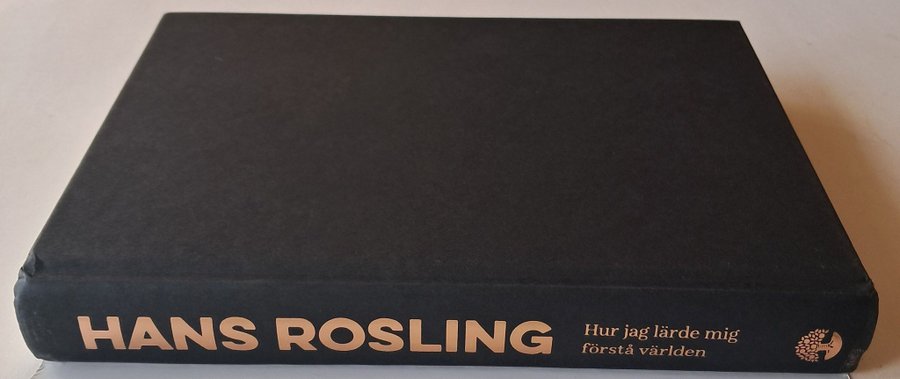 HANS ROSLING
Hur jag lärde mig
förstå världen